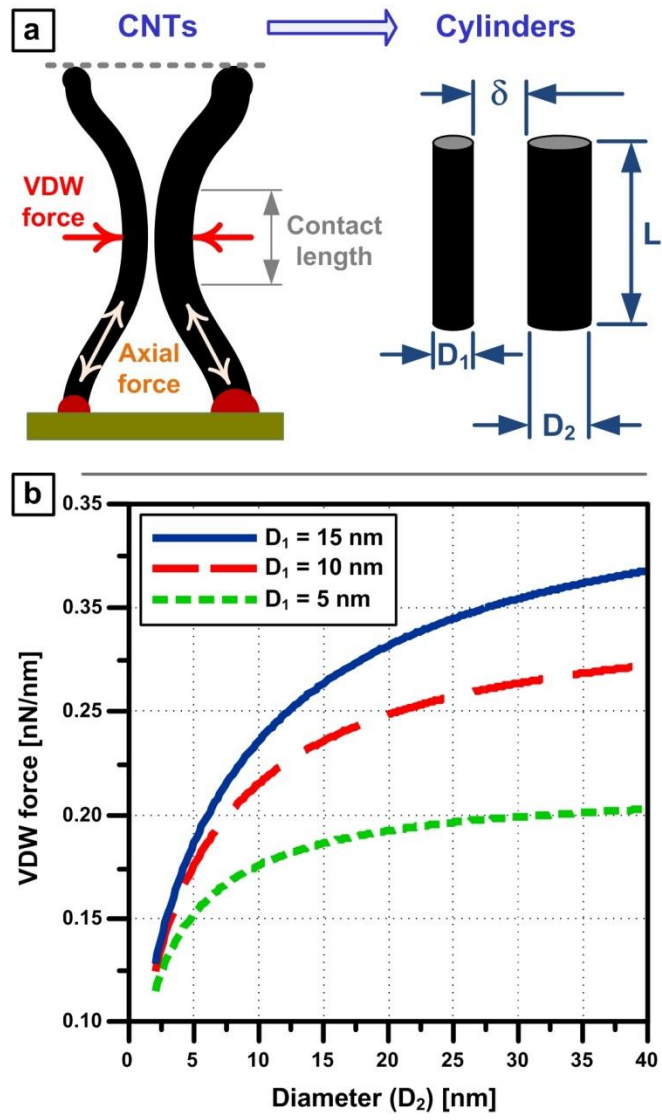 a
CNTs
Cylinders
δ
VDW
force
Contact
length
L
Axial
force
D₁
D₂
b
0.35
D₁ = 15 nm
D₁ = 10 nm
D₁ = 5 nm
0.35
0.25
0.20
0.15
0.10
VDW force [nN/nm]
0 5 10 15 20 25 30 35 40
Diameter (D₂) [nm]